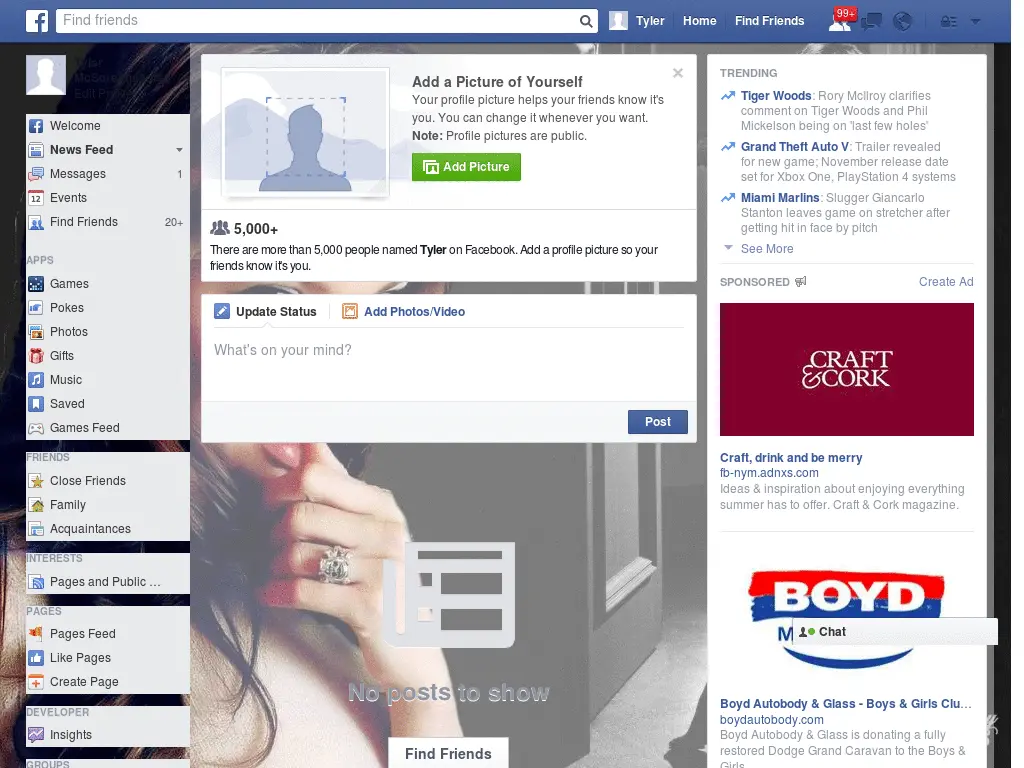 Find friends
Tyler
Home
Find Friends
99+
Tyler
Edit
Welcome
News Feed
Messages 1
12 Events
Find Friends 20+
APPS
Games
Pokes
Photos
Gifts
Music
Saved
Games Feed
FRIENDS
Close Friends
Family
Acquaintances
INTERESTS
Pages and Public ...
PAGES
Pages Feed
Like Pages
Create Page
DEVELOPER
Insights
GROUPS
Add a Picture of Yourself
Your profile picture helps your friends know it's
you. You can change it whenever you want.
Note: Profile pictures are public.
Add Picture
5,000+
There are more than 5,000 people named Tyler on Facebook. Add a profile picture so your
friends know it's you.
Update Status
Add Photos/Video
What's on your mind?
Post
No posts to show
Find Friends
TRENDING
Tiger Woods: Rory McIlroy clarifies
comment on Tiger Woods and Phil
Mickelson being on 'last few holes'
Grand Theft Auto V: Trailer revealed
for new game; November release date
set for Xbox One, PlayStation 4 systems
Miami Marlins: Slugger Giancarlo
Stanton leaves game on stretcher after
getting hit in face by pitch
See More
SPONSORED
Create Ad
CRAFT
&CORK
Craft, drink and be merry
fb-nym.adnxs.com
Ideas & inspiration about enjoying everything
summer has to offer. Craft & Cork magazine.
BOYD
Chat
Boyd Autobody & Glass - Boys & Girls Clu...
boydautobody.com
Boyd Autobody & Glass is donating a fully
restored Dodge Grand Caravan to the Boys &
Girls